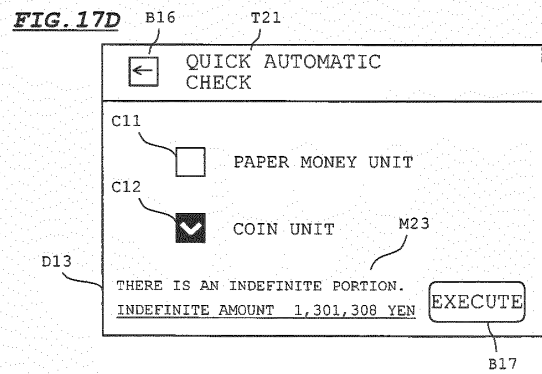 FIG. 17D
B16
T21
QUICK AUTOMATIC
CHECK
C11
PAPER MONEY UNIT
C12
COIN UNIT
M23
D13
THERE IS AN INDEFINITE PORTION.
INDEFINITE AMOUNT 1,301,308 YEN
EXECUTE
B17